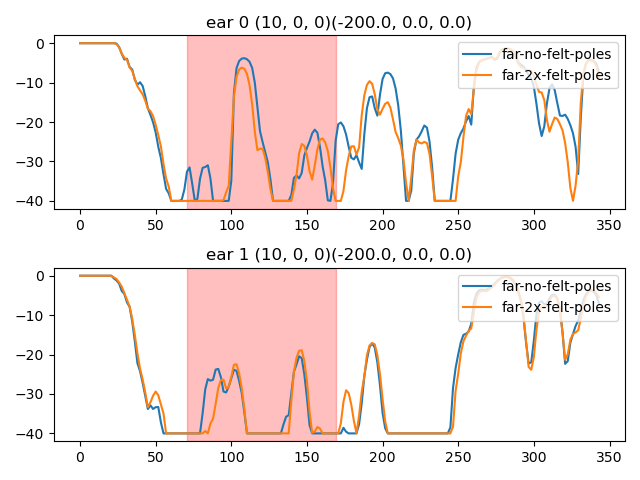 ear 0 (10, 0, 0)(-200.0, 0.0, 0.0)
0
−10
−20
−30
−40
far-no-felt-poles
far-2x-felt-poles
0 50 100 150 200 250 300 350
ear 1 (10, 0, 0)(-200.0, 0.0, 0.0)
0
−10
−20
−30
−40
far-no-felt-poles
far-2x-felt-poles
0 50 100 150 200 250 300 350